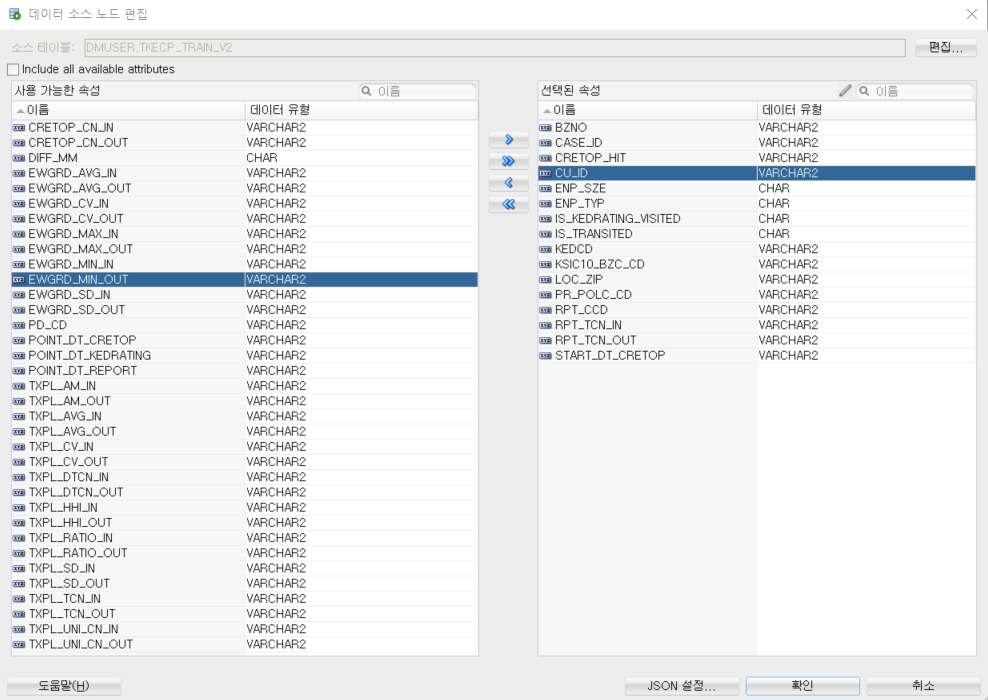 데이터 소스 노드 편집
소스 테이블: DMUSER.TKECP_TRAIN_V2 편집...
Include all available attributes
사용 가능한 속성 이름
이름 데이터 유형
CRETOP_CN_IN VARCHAR2
CRETOP_CN_OUT VARCHAR2
DIFF_MM CHAR
EWGRD_AVG_IN VARCHAR2
EWGRD_AVG_OUT VARCHAR2
EWGRD_CV_IN VARCHAR2
EWGRD_CV_OUT VARCHAR2
EWGRD_MAX_IN VARCHAR2
EWGRD_MAX_OUT VARCHAR2
EWGRD_MIN_IN VARCHAR2
EWGRD_MIN_OUT VARCHAR2
EWGRD_SD_IN VARCHAR2
EWGRD_SD_OUT VARCHAR2
PD_CD VARCHAR2
POINT_DT_CRETOP VARCHAR2
POINT_DT_KEDRATING VARCHAR2
POINT_DT_REPORT VARCHAR2
TXPL_AM_IN VARCHAR2
TXPL_AM_OUT VARCHAR2
TXPL_AVG_IN VARCHAR2
TXPL_AVG_OUT VARCHAR2
TXPL_CV_IN VARCHAR2
TXPL_CV_OUT VARCHAR2
TXPL_DTCN_IN VARCHAR2
TXPL_DTCN_OUT VARCHAR2
TXPL_HHI_IN VARCHAR2
TXPL_HHI_OUT VARCHAR2
TXPL_RATIO_IN VARCHAR2
TXPL_RATIO_OUT VARCHAR2
TXPL_SD_IN VARCHAR2
TXPL_SD_OUT VARCHAR2
TXPL_TCN_IN VARCHAR2
TXPL_TCN_OUT VARCHAR2
TXPL_UNI_CN_IN VARCHAR2
TXPL_UNI_CN_OUT VARCHAR2
선택된 속성 이름
이름 데이터 유형
BZNO VARCHAR2
CASE_ID VARCHAR2
CRETOP_HIT VARCHAR2
CU_ID VARCHAR2
ENP_SZE CHAR
ENP_TYP CHAR
IS_KEDRATING_VISITED CHAR
IS_TRANSITED CHAR
KEDCD VARCHAR2
KSIC10_BZC_CD VARCHAR2
LOC_ZIP VARCHAR2
PR_POLC_CD VARCHAR2
RPT_CCD VARCHAR2
RPT_TCN_IN VARCHAR2
RPT_TCN_OUT VARCHAR2
START_DT_CRETOP VARCHAR2
도움말(H) JSON 설정... 확인 취소